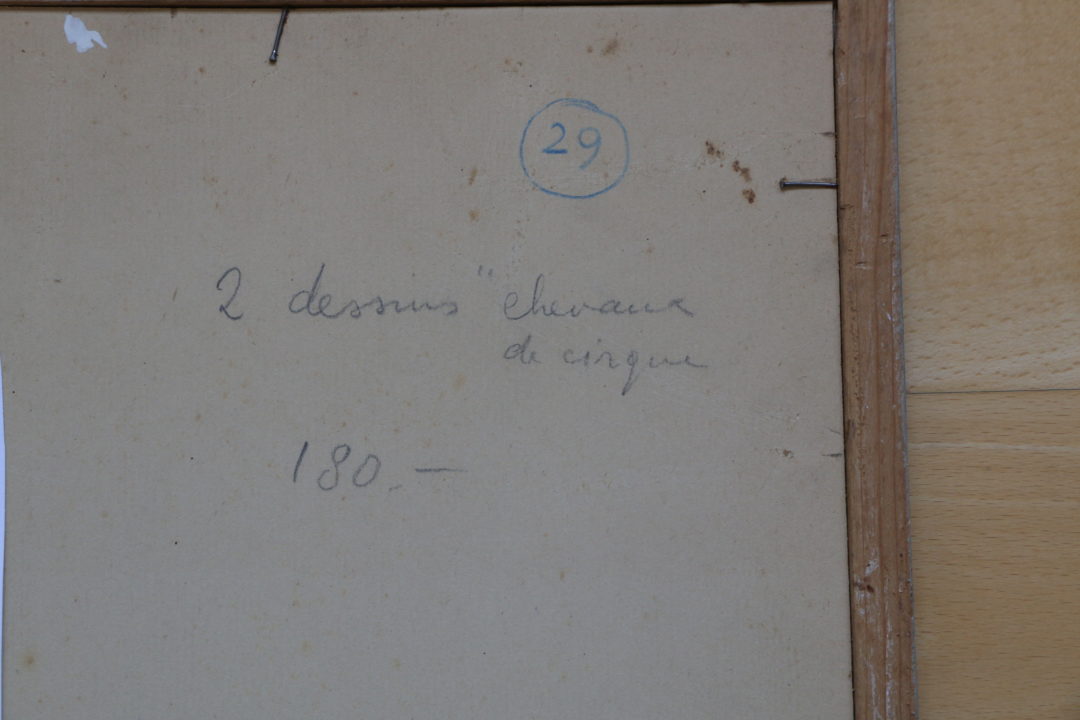 29
2 dessins "chevaux
de cirque
180.—